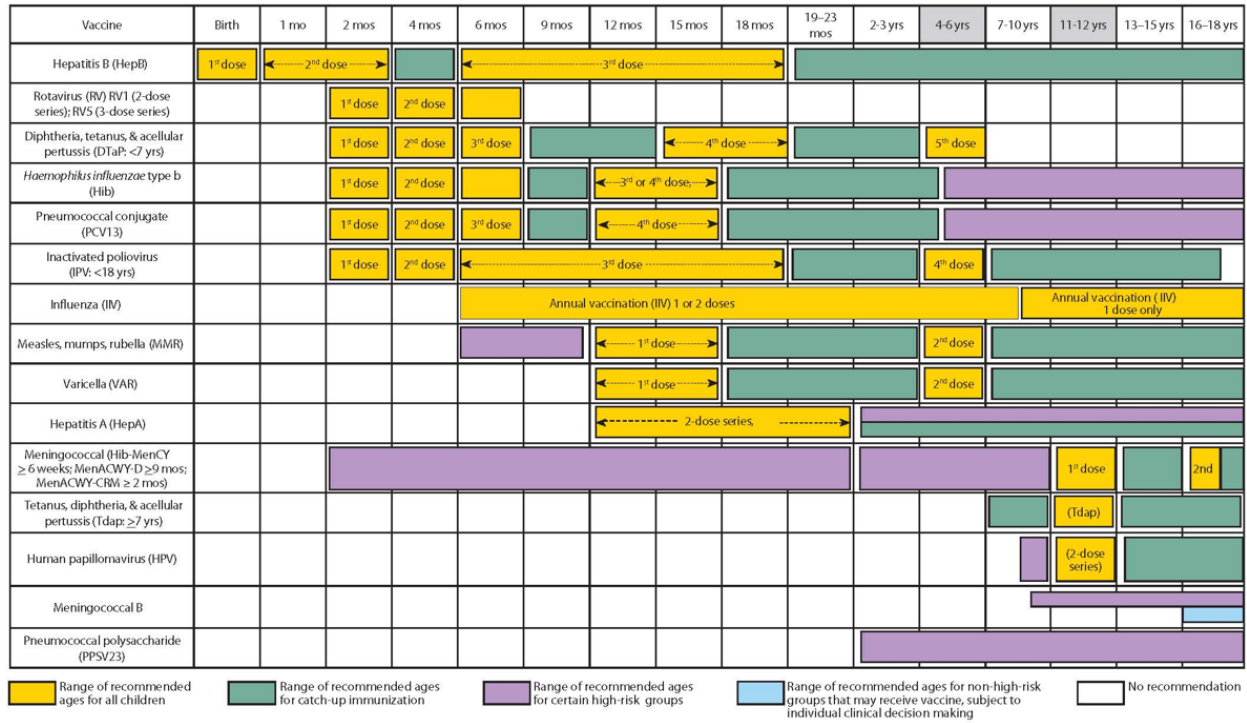 Vaccine Birth 1 mo 2 mos 4 mos 6 mos 9 mos 12 mos 15 mos 18 mos 19–23 mos 2-3 yrs 4-6 yrs 7-10 yrs 11-12 yrs 13–15 yrs 16–18 yrs
Hepatitis B (HepB) 1st dose 2nd dose 3rd dose
Rotavirus (RV) RV1 (2-dose
series); RV5 (3-dose series) 1st dose 2nd dose
Diphtheria, tetanus, & acellular
pertussis (DTaP: <7 yrs) 1st dose 2nd dose 3rd dose 4th dose 5th dose
Haemophilus influenzae type b
(Hib) 1st dose 2nd dose 3rd or 4th dose,
Pneumococcal conjugate
(PCV13) 1st dose 2nd dose 3rd dose 4th dose
Inactivated poliovirus
(IPV: <18 yrs) 1st dose 2nd dose 3rd dose 4th dose
Influenza (IIV) Annual vaccination (IIV) 1 or 2 doses Annual vaccination ( IIV)
1 dose only
Measles, mumps, rubella (MMR) 1st dose 2nd dose
Varicella (VAR) 1st dose 2nd dose
Hepatitis A (HepA) 2-dose series,
Meningococcal (Hib-MenCY
≥ 6 weeks; MenACWY-D ≥9 mos;
MenACWY-CRM ≥ 2 mos) 1st dose 2nd
Tetanus, diphtheria, & acellular
pertussis (Tdap: ≥7 yrs) (Tdap)
Human papillomavirus (HPV) (2-dose
series)
Meningococcal B
Pneumococcal polysaccharide
(PPSV23)
Range of recommended
ages for all children
Range of recommended ages
for catch-up immunization
Range of recommended ages
for certain high-risk groups
Range of recommended ages for non-high-risk
groups that may receive vaccine, subject to
individual clinical decision making
No recommendation